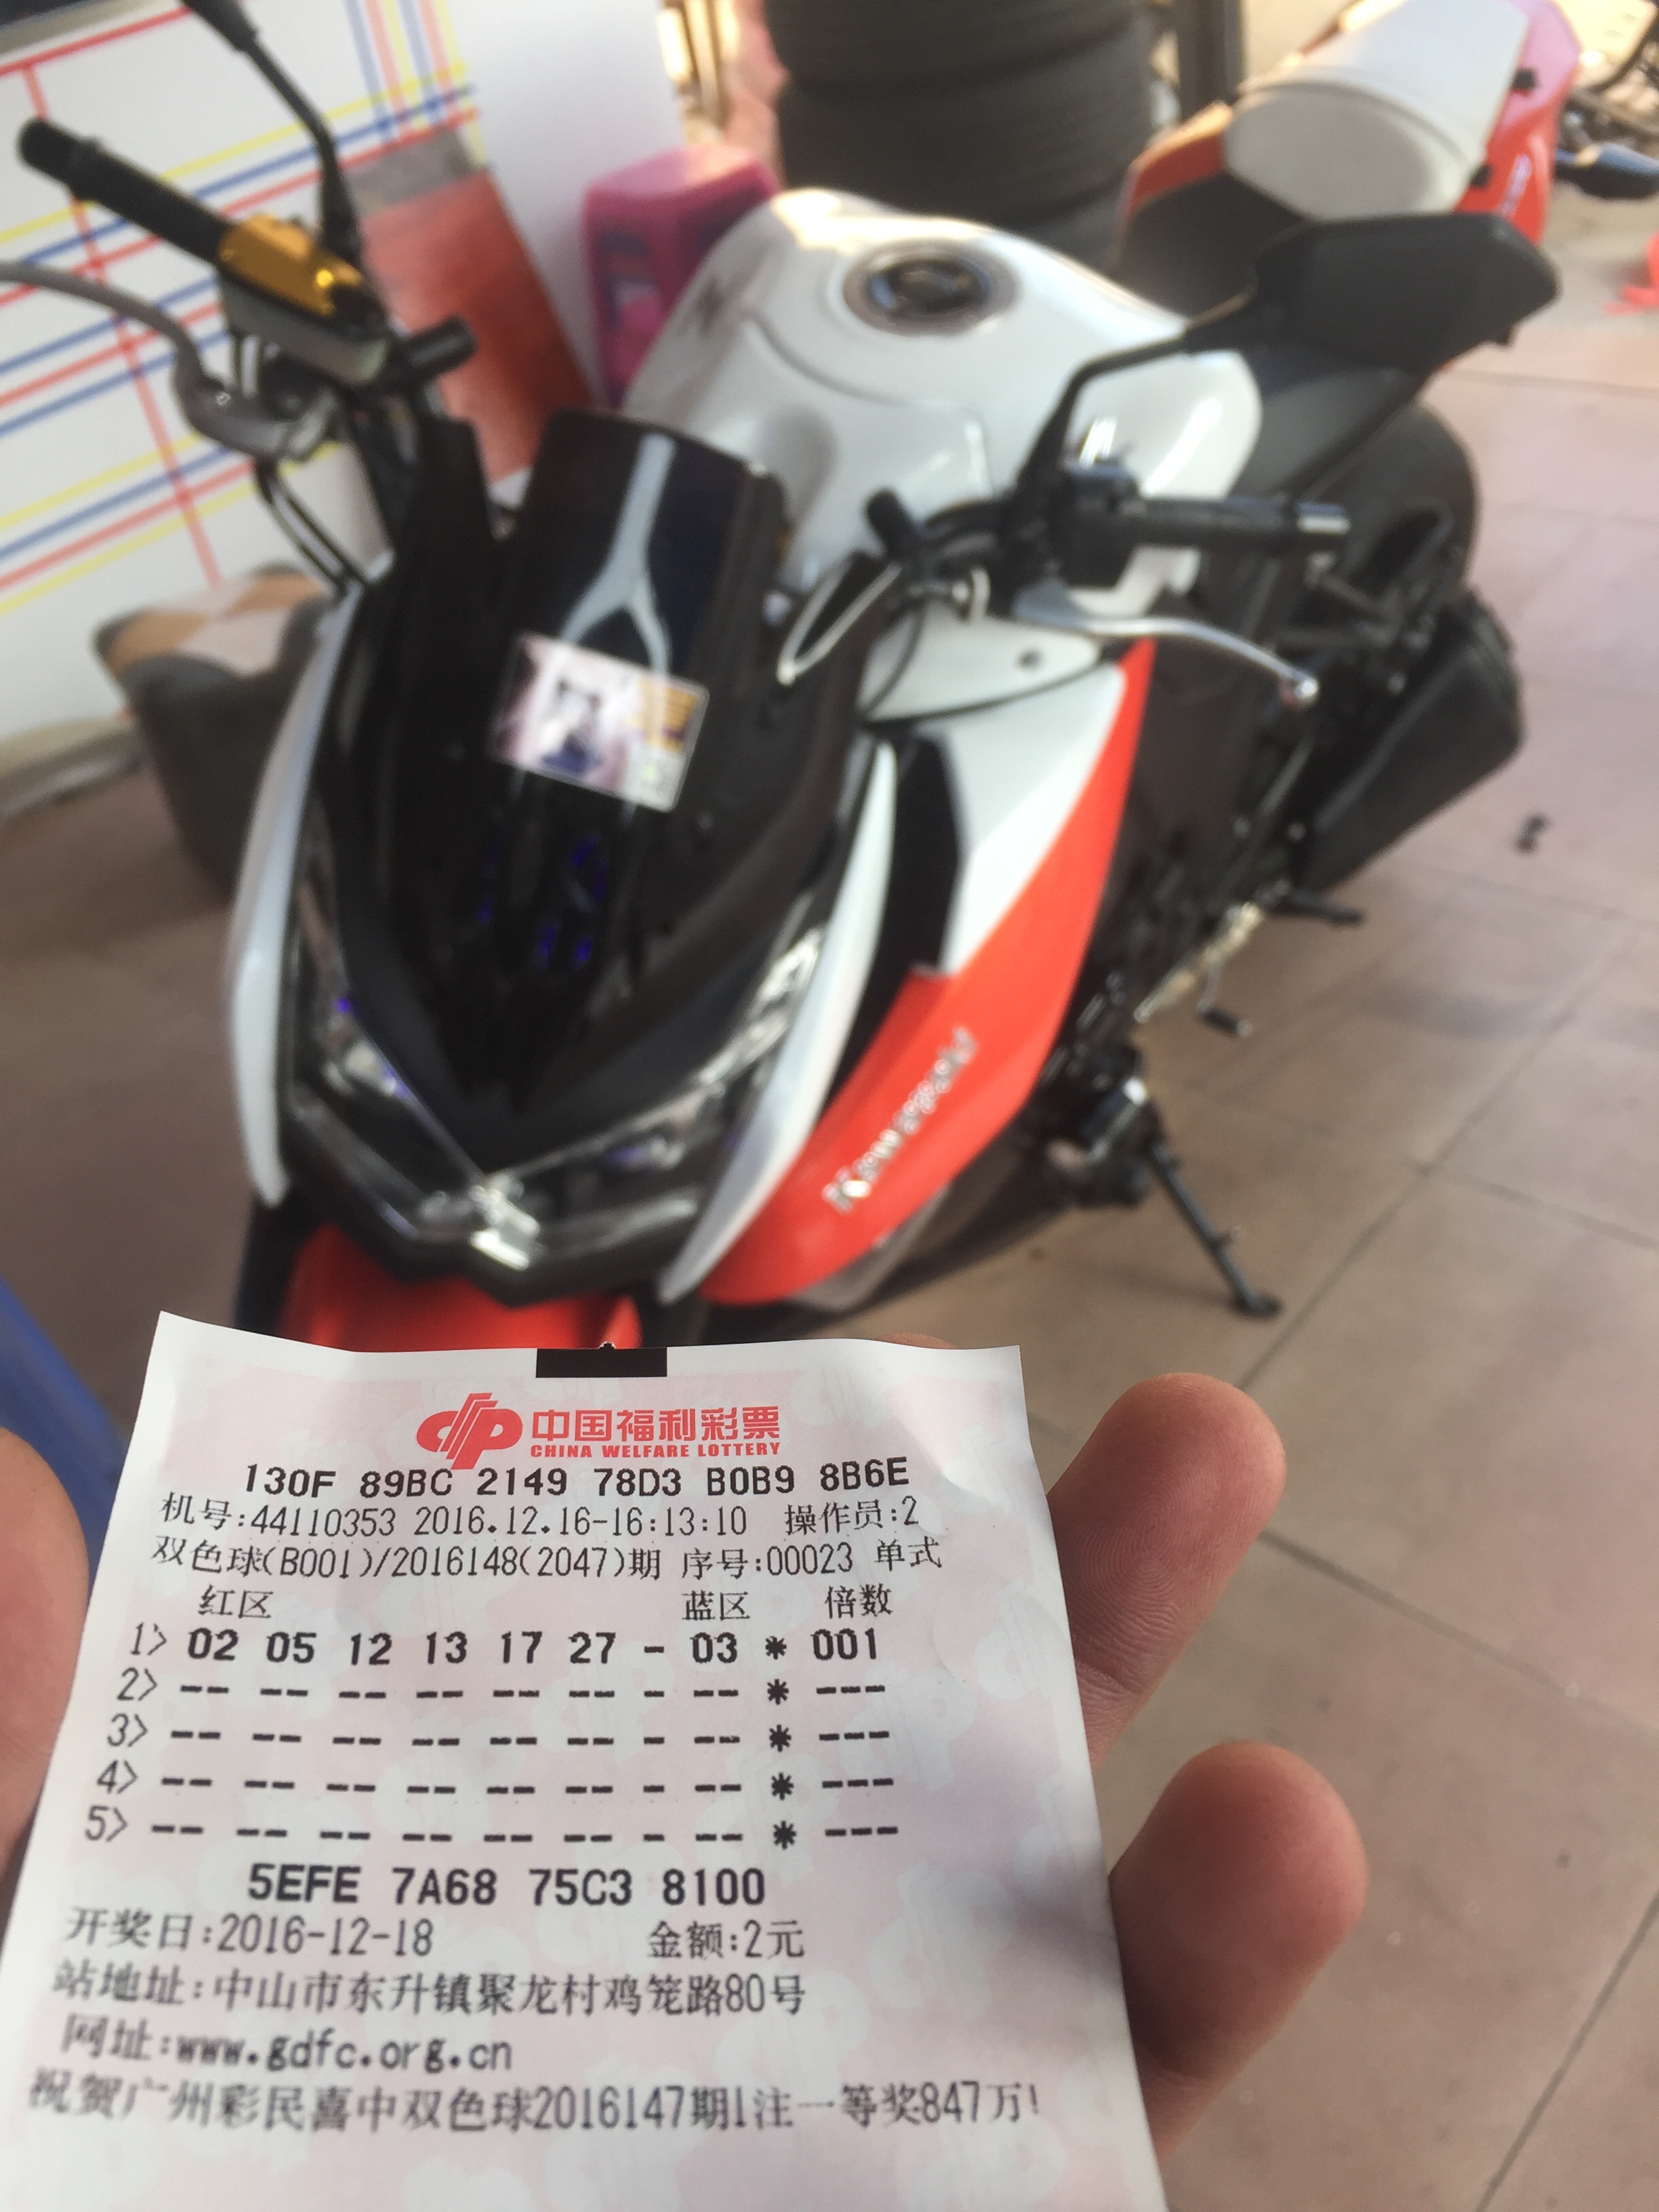 Kawasaki
中国福利彩票
CHINA WELFARE LOTTERY
130F 89BC 2149 78D3 B0B9 8B6E
机号:44110353 2016.12.16-16:13:10 操作员:2
双色球(B001)/2016148(2047)期 序号:00023 单式
红区 蓝区 倍数
1> 02 05 12 13 17 27 - 03 * 001
2> -- -- -- -- -- -- - -- * ---
3> -- -- -- -- -- -- - -- * ---
4> -- -- -- -- -- -- - -- * ---
5> -- -- -- -- -- -- - -- * ---
5EFE 7A68 75C3 8100
开奖日:2016-12-18 金额:2元
站地址:中山市东升镇聚龙村鸡笼路80号
网址:www.gdfc.org.cn
祝贺广州彩民喜中双色球2016147期1注一等奖847万!